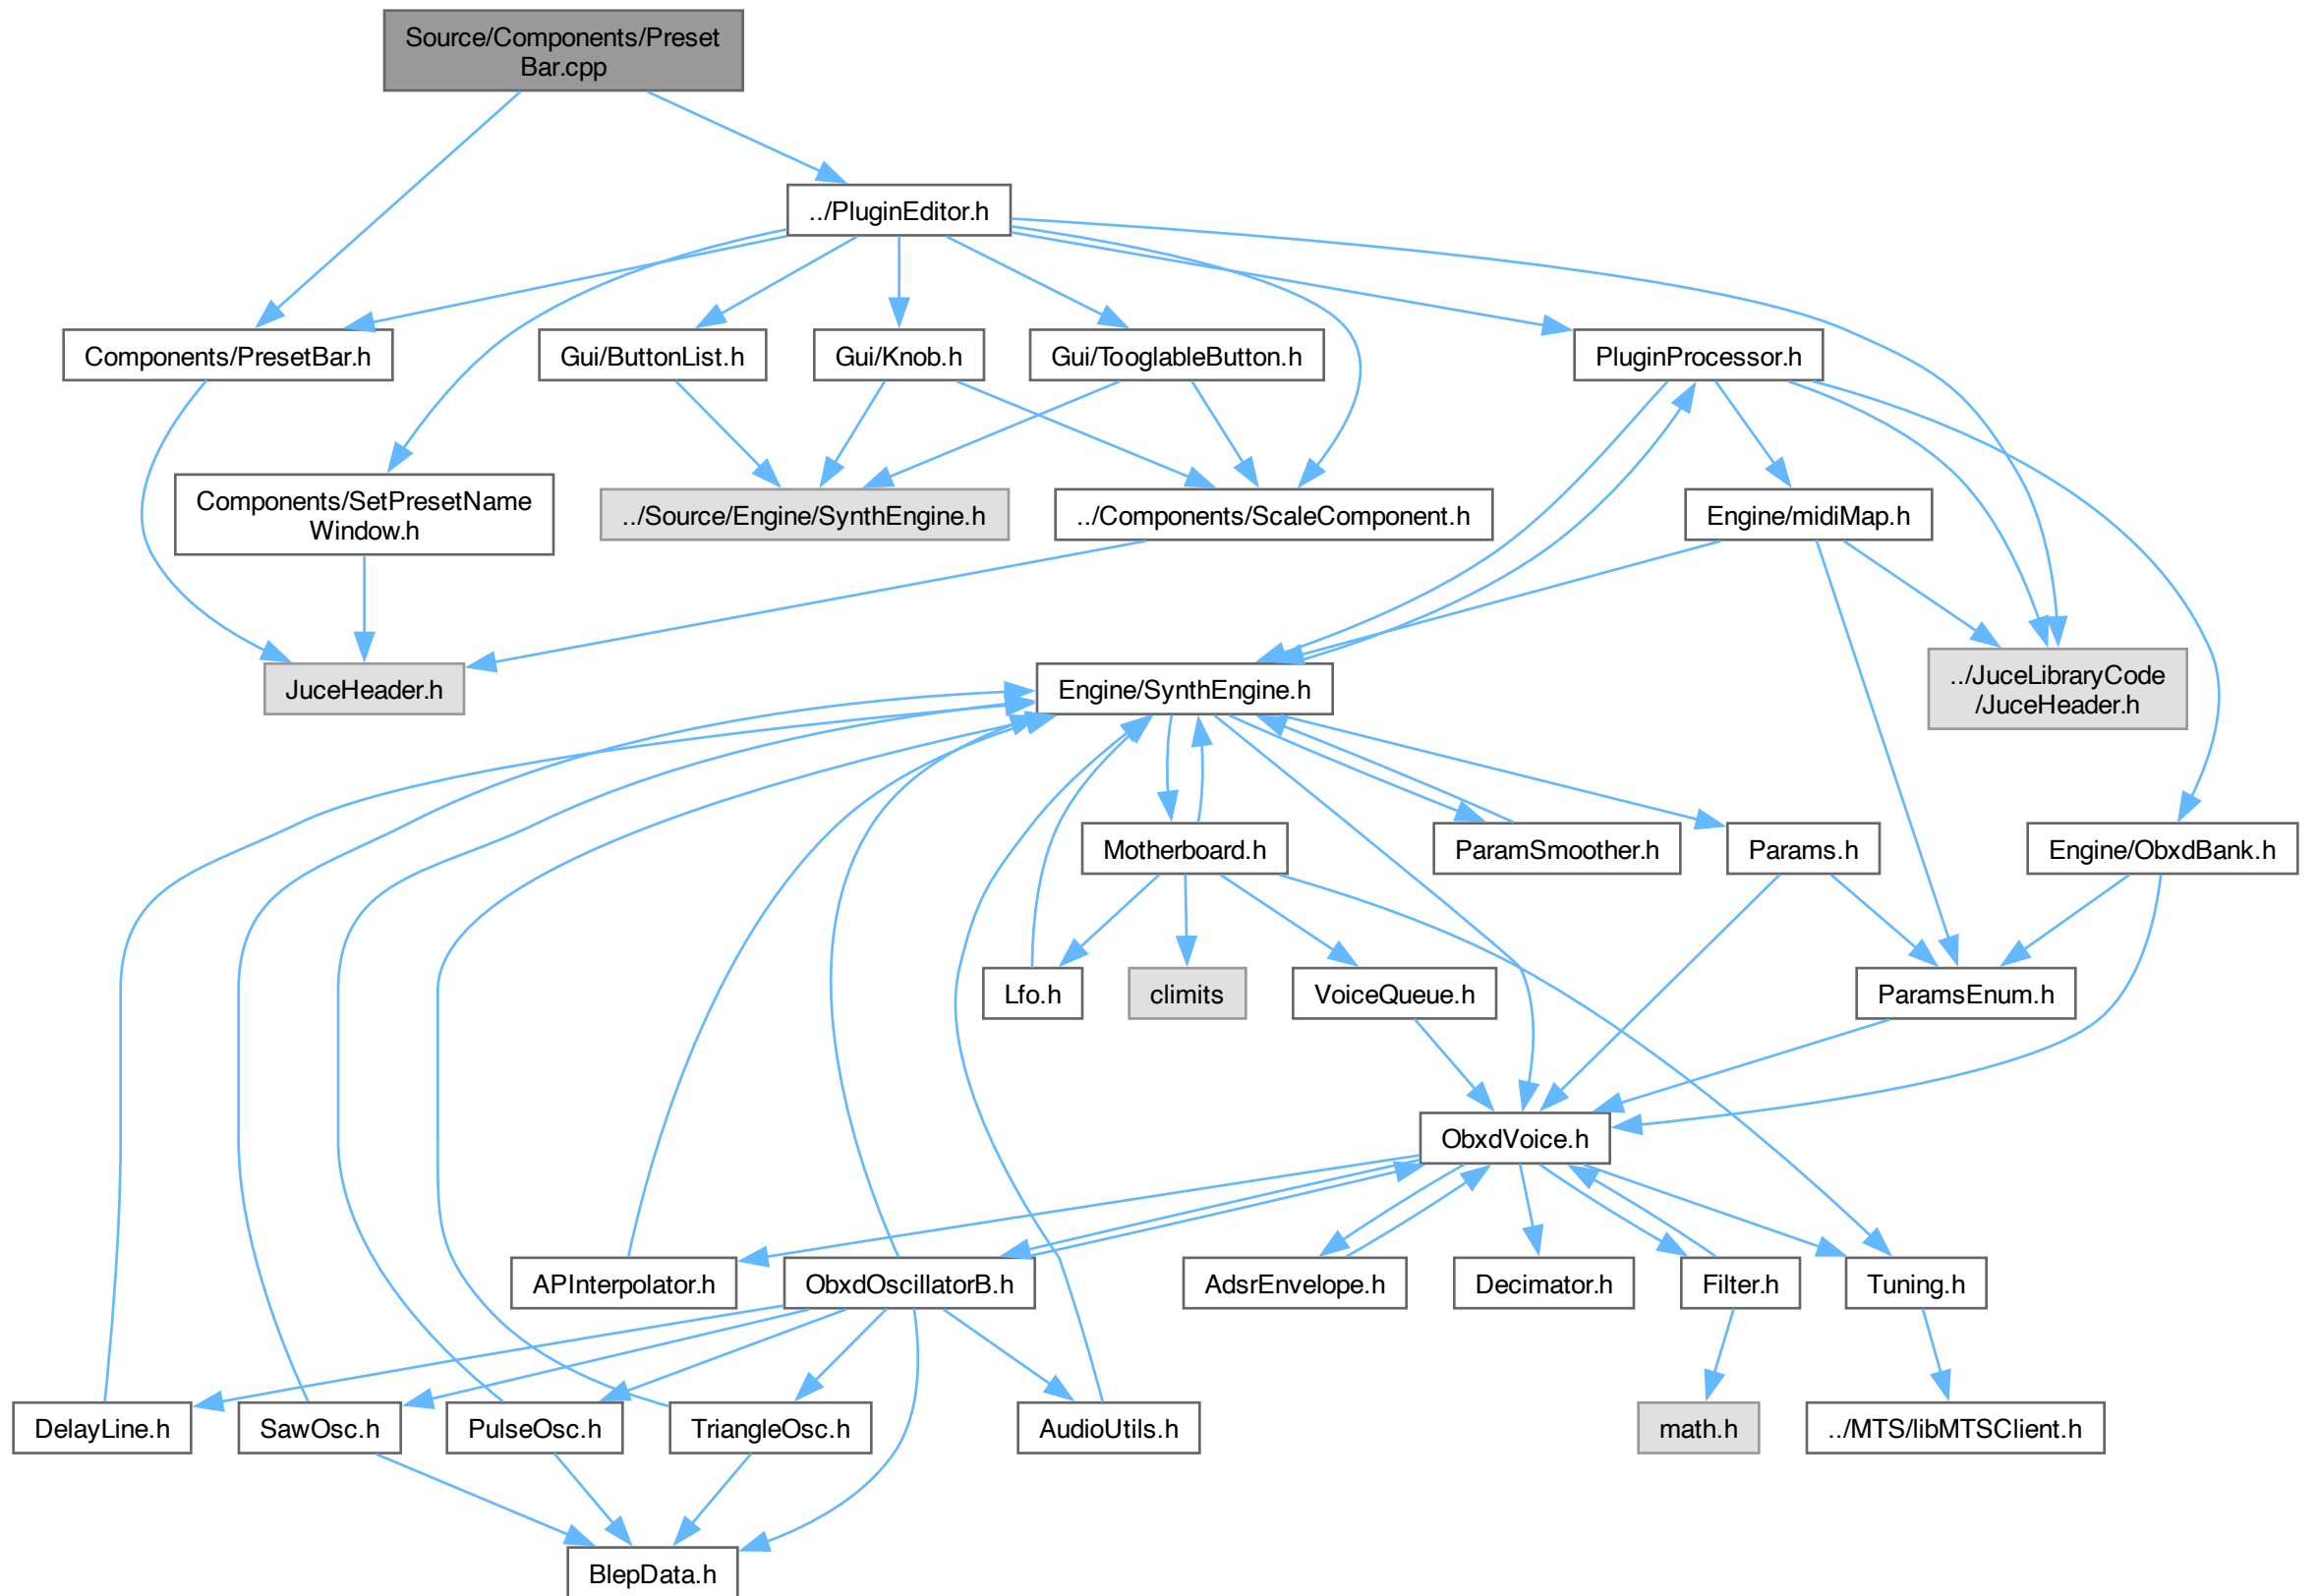 Source/Components/Preset
Bar.cpp
../PluginEditor.h
Components/PresetBar.h
Gui/ButtonList.h
Gui/Knob.h
Gui/TooglableButton.h
PluginProcessor.h
Components/SetPresetName
Window.h
../Source/Engine/SynthEngine.h
../Components/ScaleComponent.h
Engine/midiMap.h
JuceHeader.h
Engine/SynthEngine.h
../JuceLibraryCode
/JuceHeader.h
Motherboard.h
ParamSmoother.h
Params.h
Engine/ObxdBank.h
Lfo.h
climits
VoiceQueue.h
ParamsEnum.h
ObxdVoice.h
APInterpolator.h
ObxdOscillatorB.h
AdsrEnvelope.h
Decimator.h
Filter.h
Tuning.h
DelayLine.h
SawOsc.h
PulseOsc.h
TriangleOsc.h
AudioUtils.h
math.h
../MTS/libMTSClient.h
BlepData.h